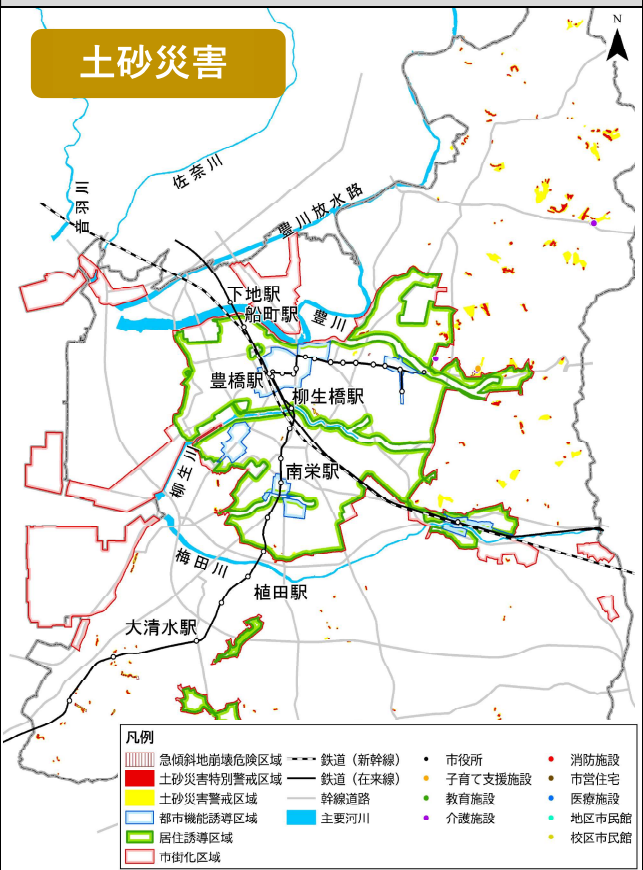 土砂災害
N
佐奈川
音羽川
豊川放水路
下地駅
船町駅
豊川
豊橋駅
柳生橋駅
南栄駅
柳生川
梅田川
植田駅
大清水駅
凡例
急傾斜地崩壊危険区域
土砂災害特別警戒区域
土砂災害警戒区域
都市機能誘導区域
居住誘導区域
市街化区域
鉄道（新幹線）
鉄道（在来線）
幹線道路
主要河川
市役所
子育て支援施設
教育施設
介護施設
消防施設
市営住宅
医療施設
地区市民館
校区市民館